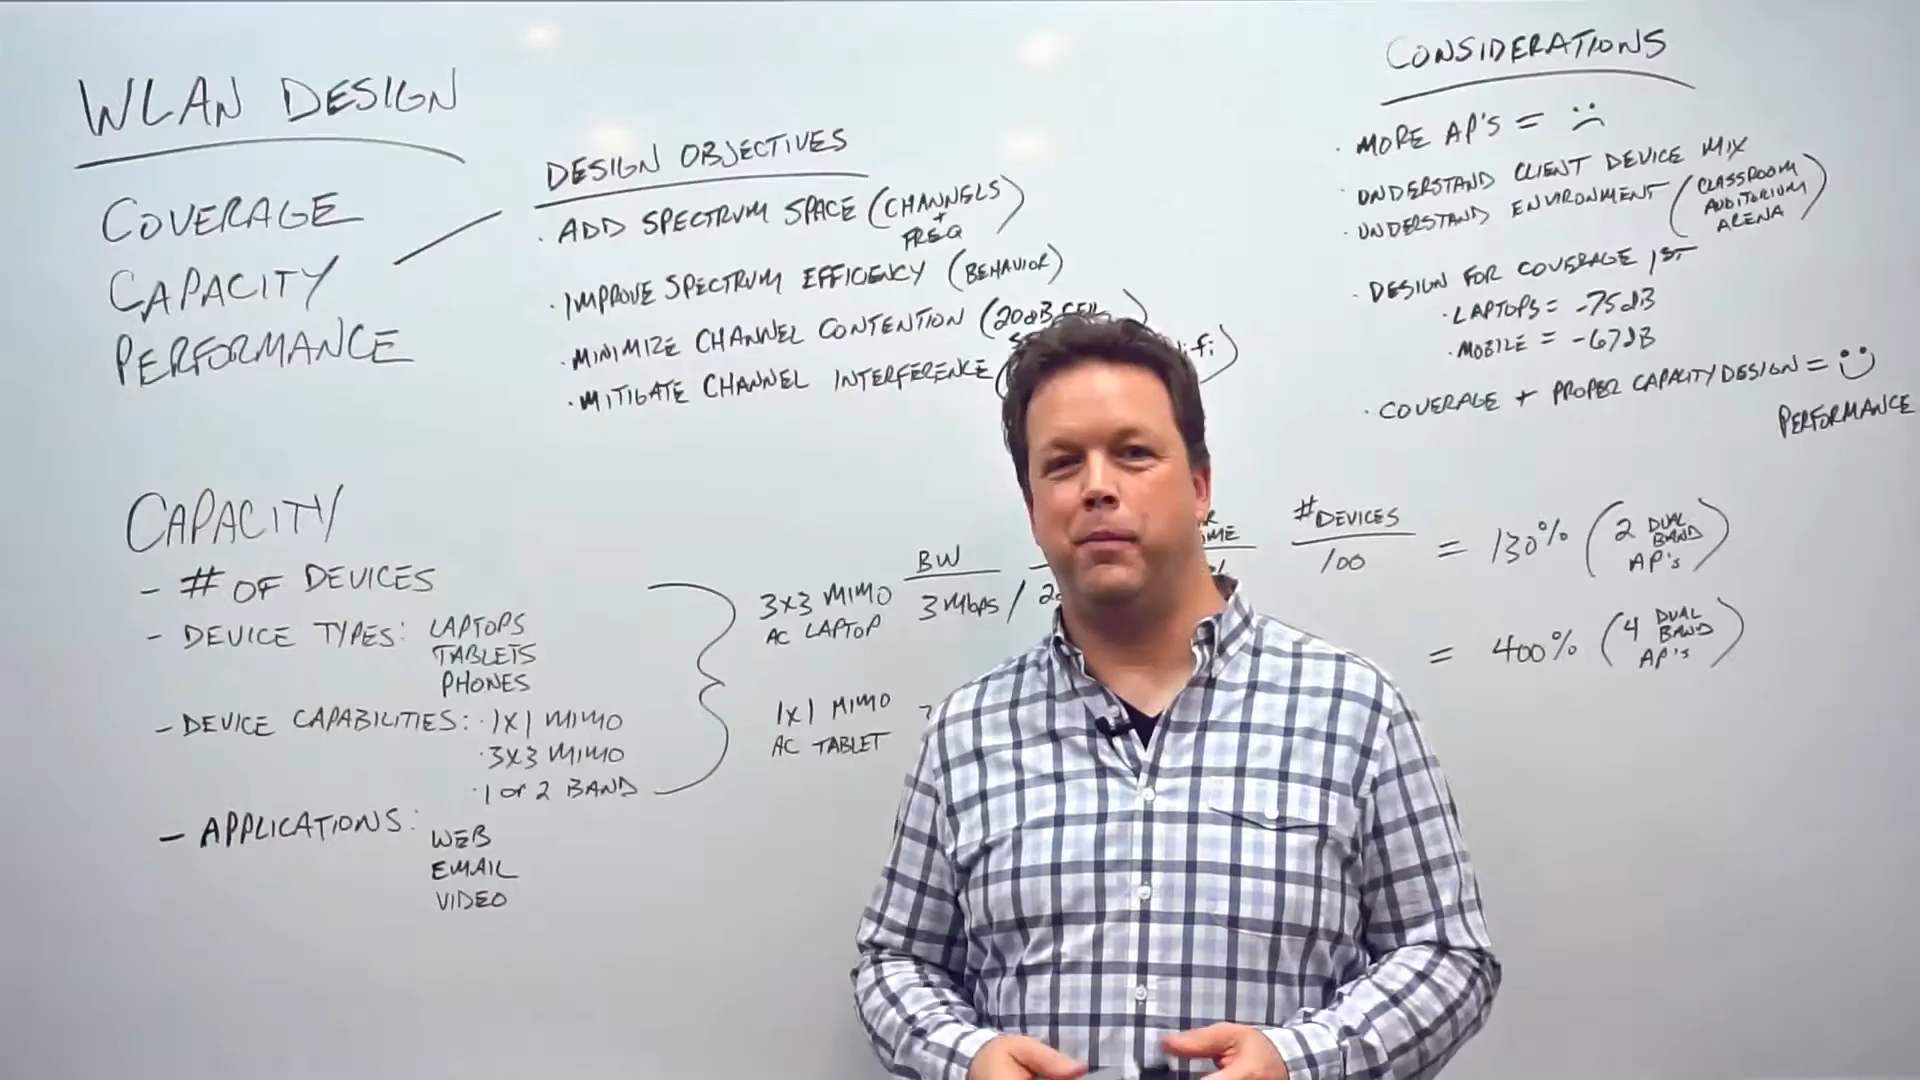 WLAN DESIGN
COVERAGE
CAPACITY
PERFORMANCE
DESIGN OBJECTIVES
· ADD SPECTRUM SPACE (CHANNELS
+
FREQ)
· IMPROVE SPECTRUM EFFICIENCY (BEHAVIOR)
· MINIMIZE CHANNEL CONTENTION (20dB CELL
· MITIGATE CHANNEL INTERFERENCE (
CONSIDERATIONS
· MORE AP'S = :(
· UNDERSTAND CLIENT DEVICE MIX
· UNDERSTAND ENVIRONMENT (CLASSROOM
AUDITORIUM
ARENA)
· DESIGN FOR COVERAGE 1ST
· LAPTOPS = -75dB
· MOBILE = -67dB
· COVERAGE + PROPER CAPACITY DESIGN = :)
PERFORMANCE
CAPACITY
- # OF DEVICES
- DEVICE TYPES: LAPTOPS
TABLETS
PHONES
- DEVICE CAPABILITIES: · 1X1 MIMO
· 3X3 MIMO
· 1 or 2 BAND
- APPLICATIONS:
WEB
EMAIL
VIDEO
BW
3X3 MIMO 3 Mbps /
AC LAPTOP
# DEVICES
100
= 130% (2 DUAL
BAND
AP's)
1X1 MIMO
AC TABLET
= 400% (4 DUAL
BAND
AP's)